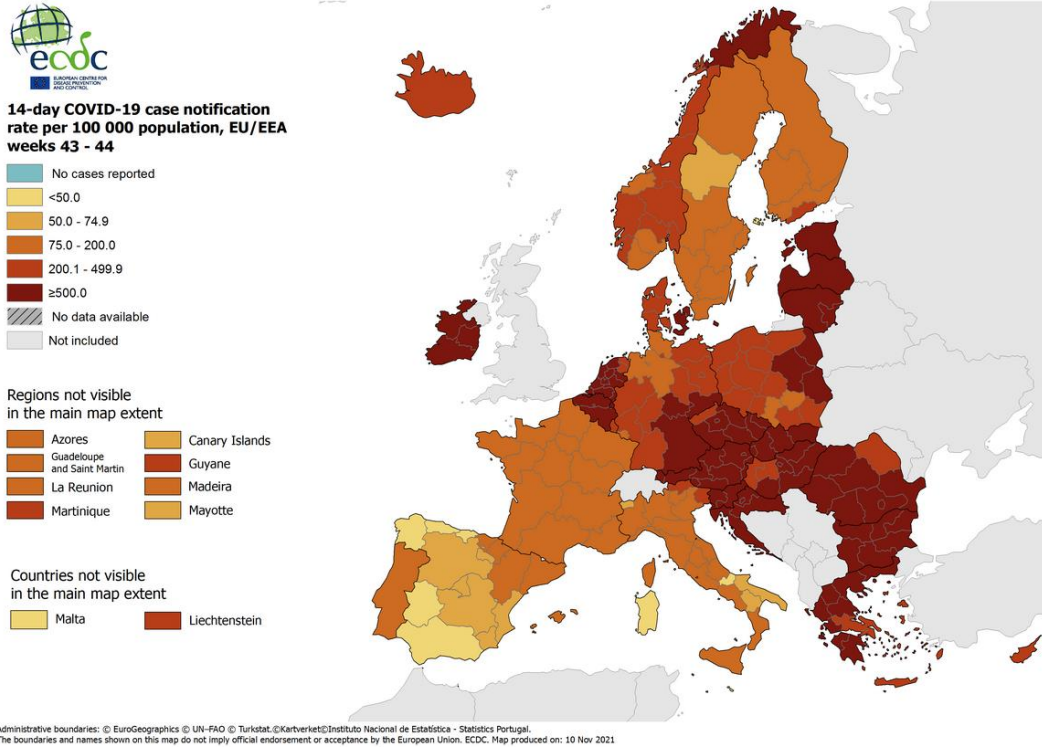 ecdc
EUROPEAN CENTRE FOR
DISEASE PREVENTION
AND CONTROL
14-day COVID-19 case notification
rate per 100 000 population, EU/EEA
weeks 43 - 44
No cases reported
<50.0
50.0 - 74.9
75.0 - 200.0
200.1 - 499.9
≥500.0
No data available
Not included
Regions not visible
in the main map extent
Azores
Canary Islands
Guadeloupe
and Saint Martin
Guyane
La Reunion
Madeira
Martinique
Mayotte
Countries not visible
in the main map extent
Malta
Liechtenstein
dministrative boundaries: © EuroGeographics © UN–FAO © Turkstat.©Kartverket©Instituto Nacional de Estatística - Statistics Portugal.
The boundaries and names shown on this map do not imply official endorsement or acceptance by the European Union. ECDC. Map produced on: 10 Nov 2021